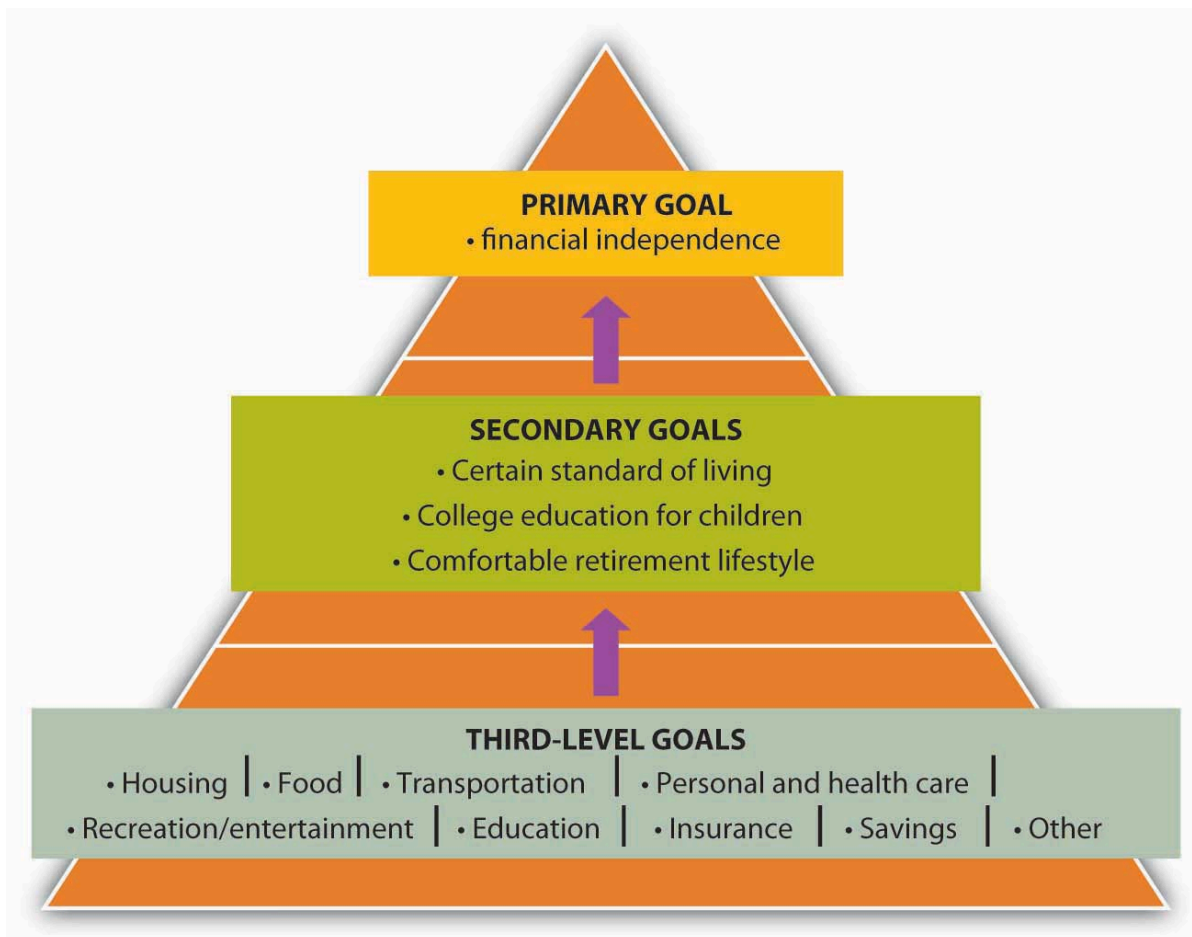 PRIMARY GOAL
• financial independence
SECONDARY GOALS
• Certain standard of living
• College education for children
• Comfortable retirement lifestyle
THIRD-LEVEL GOALS
• Housing | • Food | • Transportation | • Personal and health care |
• Recreation/entertainment | • Education | • Insurance | • Savings | • Other